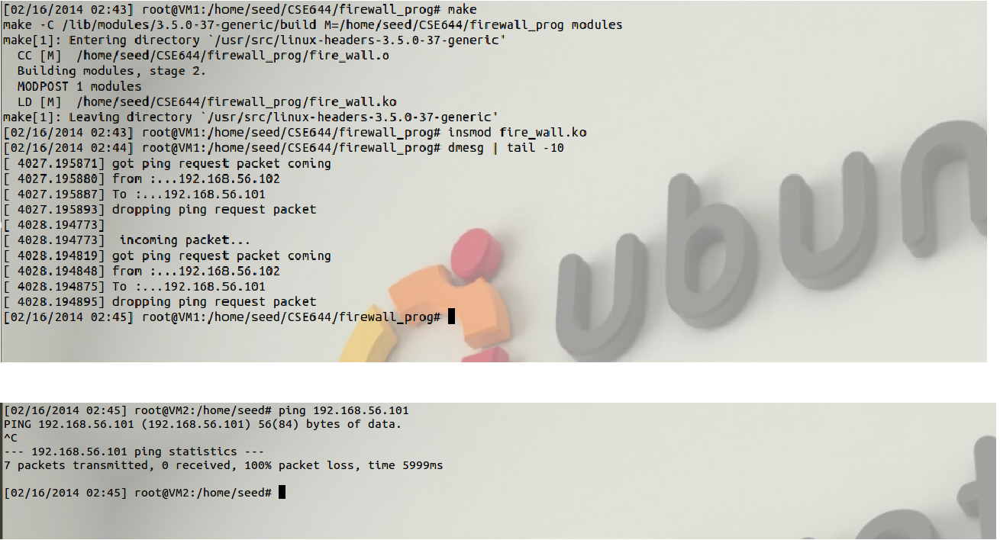 [02/16/2014 02:43] root@VM1:/home/seed/CSE644/firewall_prog# make
make -C /lib/modules/3.5.0-37-generic/build M=/home/seed/CSE644/firewall_prog modules
make[1]: Entering directory `/usr/src/linux-headers-3.5.0-37-generic'
  CC [M]  /home/seed/CSE644/firewall_prog/fire_wall.o
  Building modules, stage 2.
  MODPOST 1 modules
  LD [M]  /home/seed/CSE644/firewall_prog/fire_wall.ko
make[1]: Leaving directory `/usr/src/linux-headers-3.5.0-37-generic'
[02/16/2014 02:43] root@VM1:/home/seed/CSE644/firewall_prog# insmod fire_wall.ko
[02/16/2014 02:44] root@VM1:/home/seed/CSE644/firewall_prog# dmesg | tail -10
[ 4027.195871] got ping request packet coming
[ 4027.195880] from :...192.168.56.102
[ 4027.195887] To :...192.168.56.101
[ 4027.195893] dropping ping request packet
[ 4028.194773]
[ 4028.194773]  incoming packet...
[ 4028.194819] got ping request packet coming
[ 4028.194848] from :...192.168.56.102
[ 4028.194875] To :...192.168.56.101
[ 4028.194895] dropping ping request packet
[02/16/2014 02:45] root@VM1:/home/seed/CSE644/firewall_prog#
ubun
[02/16/2014 02:45] root@VM2:/home/seed# ping 192.168.56.101
PING 192.168.56.101 (192.168.56.101) 56(84) bytes of data.
^C
--- 192.168.56.101 ping statistics ---
7 packets transmitted, 0 received, 100% packet loss, time 5999ms
[02/16/2014 02:45] root@VM2:/home/seed#